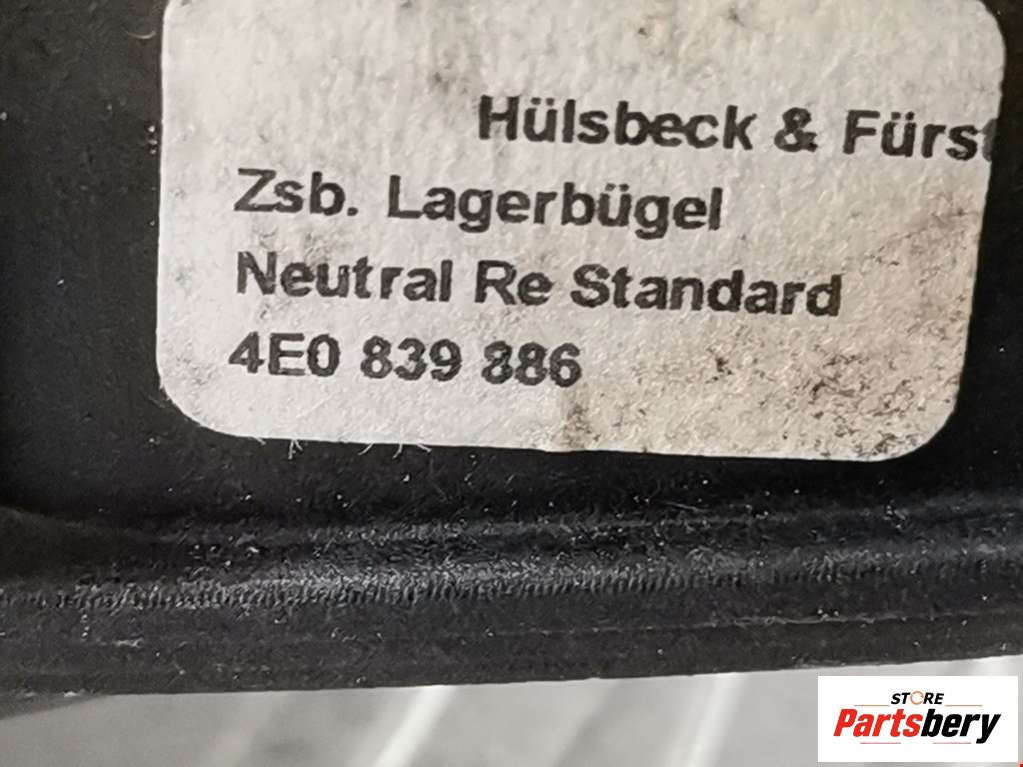 Hülsbeck & Fürst
Zsb. Lagerbügel
Neutral Re Standard
4E0 839 886
STORE
Partsbery